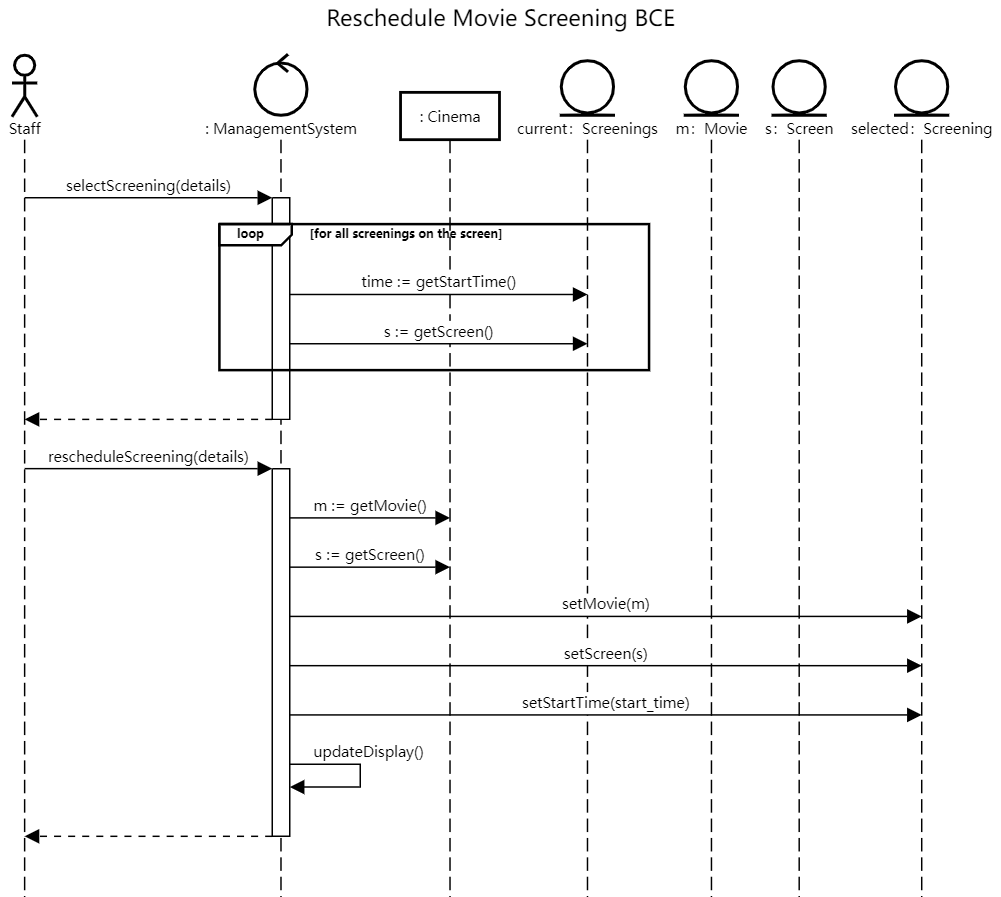 Reschedule Movie Screening BCE
Staff
: ManagementSystem
: Cinema
current: Screenings
m: Movie
s: Screen
selected: Screening
selectScreening(details)
loop
[for all screenings on the screen]
time := getStartTime()
s := getScreen()
rescheduleScreening(details)
m := getMovie()
s := getScreen()
setMovie(m)
setScreen(s)
setStartTime(start_time)
updateDisplay()